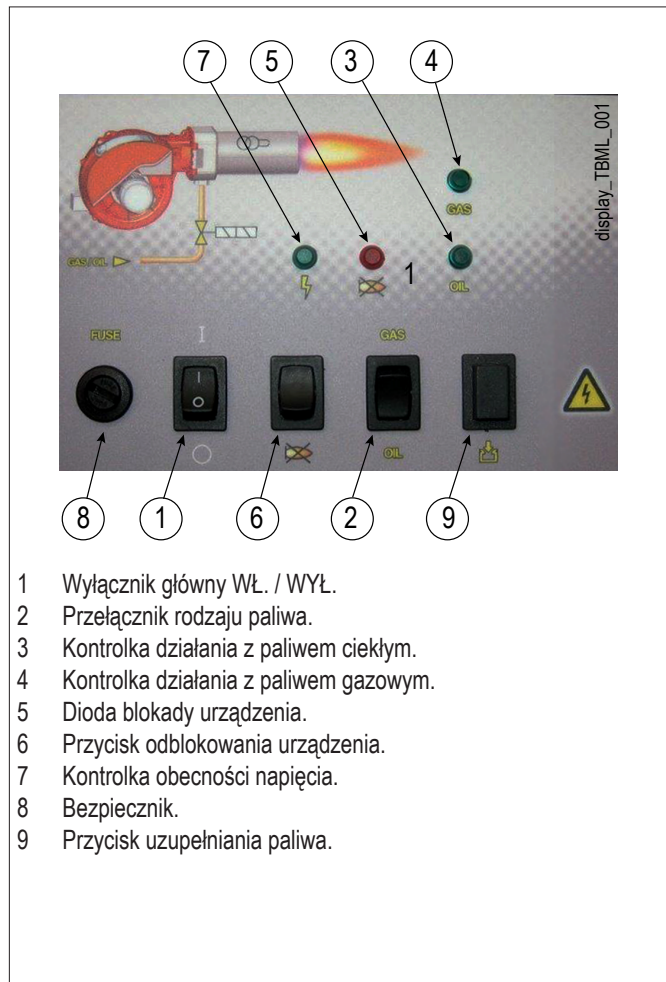 7 5 3 4
display_TBML_001
GAS
GAS / OIL
1
OIL
FUSE
I
GAS
I
O
OIL
8 1 6 2 9
1 Wyłącznik główny WŁ. / WYŁ.
2 Przełącznik rodzaju paliwa.
3 Kontrolka działania z paliwem ciekłym.
4 Kontrolka działania z paliwem gazowym.
5 Dioda blokady urządzenia.
6 Przycisk odblokowania urządzenia.
7 Kontrolka obecności napięcia.
8 Bezpiecznik.
9 Przycisk uzupełniania paliwa.